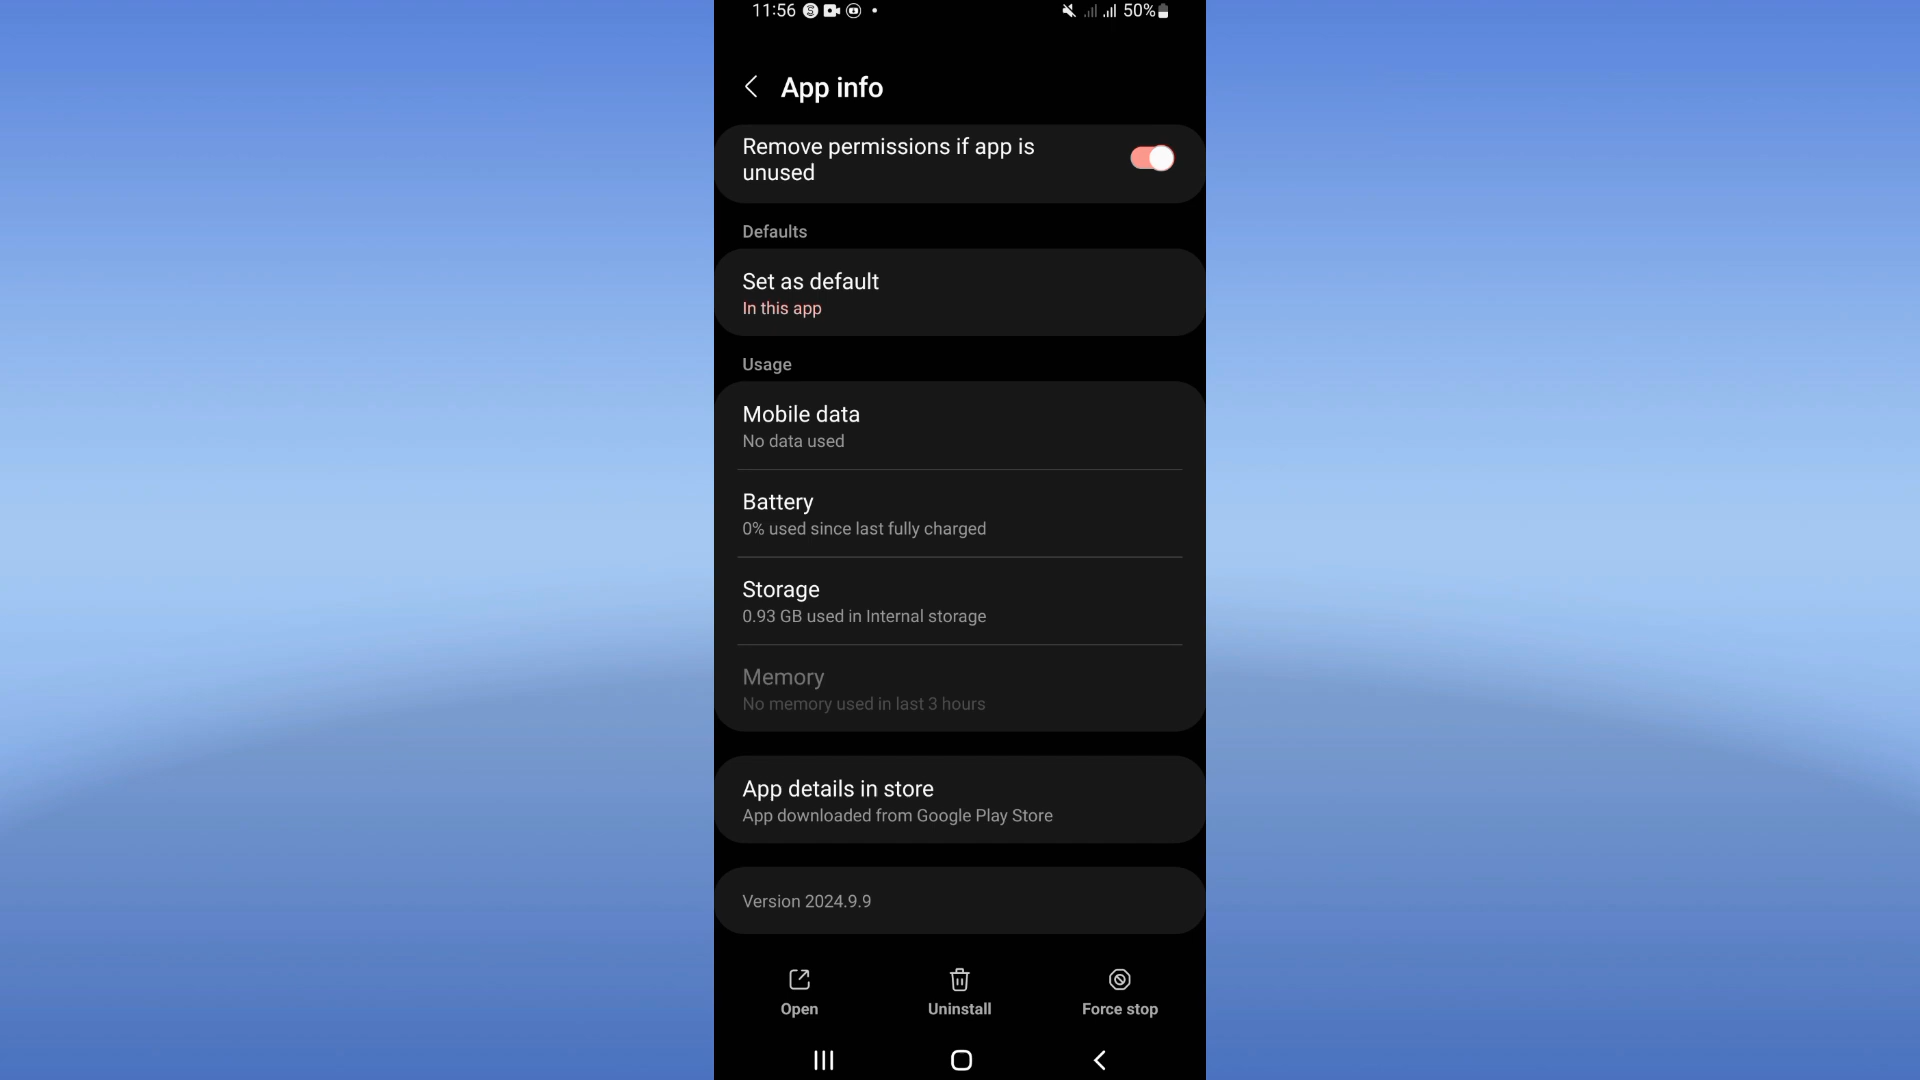 11:56 50%
App info
Remove permissions if app is
unused
Defaults
Set as default
In this app
Usage
Mobile data
No data used
Battery
0% used since last fully charged
Storage
0.93 GB used in Internal storage
Memory
No memory used in last 3 hours
App details in store
App downloaded from Google Play Store
Version 2024.9.9
Open Uninstall Force stop